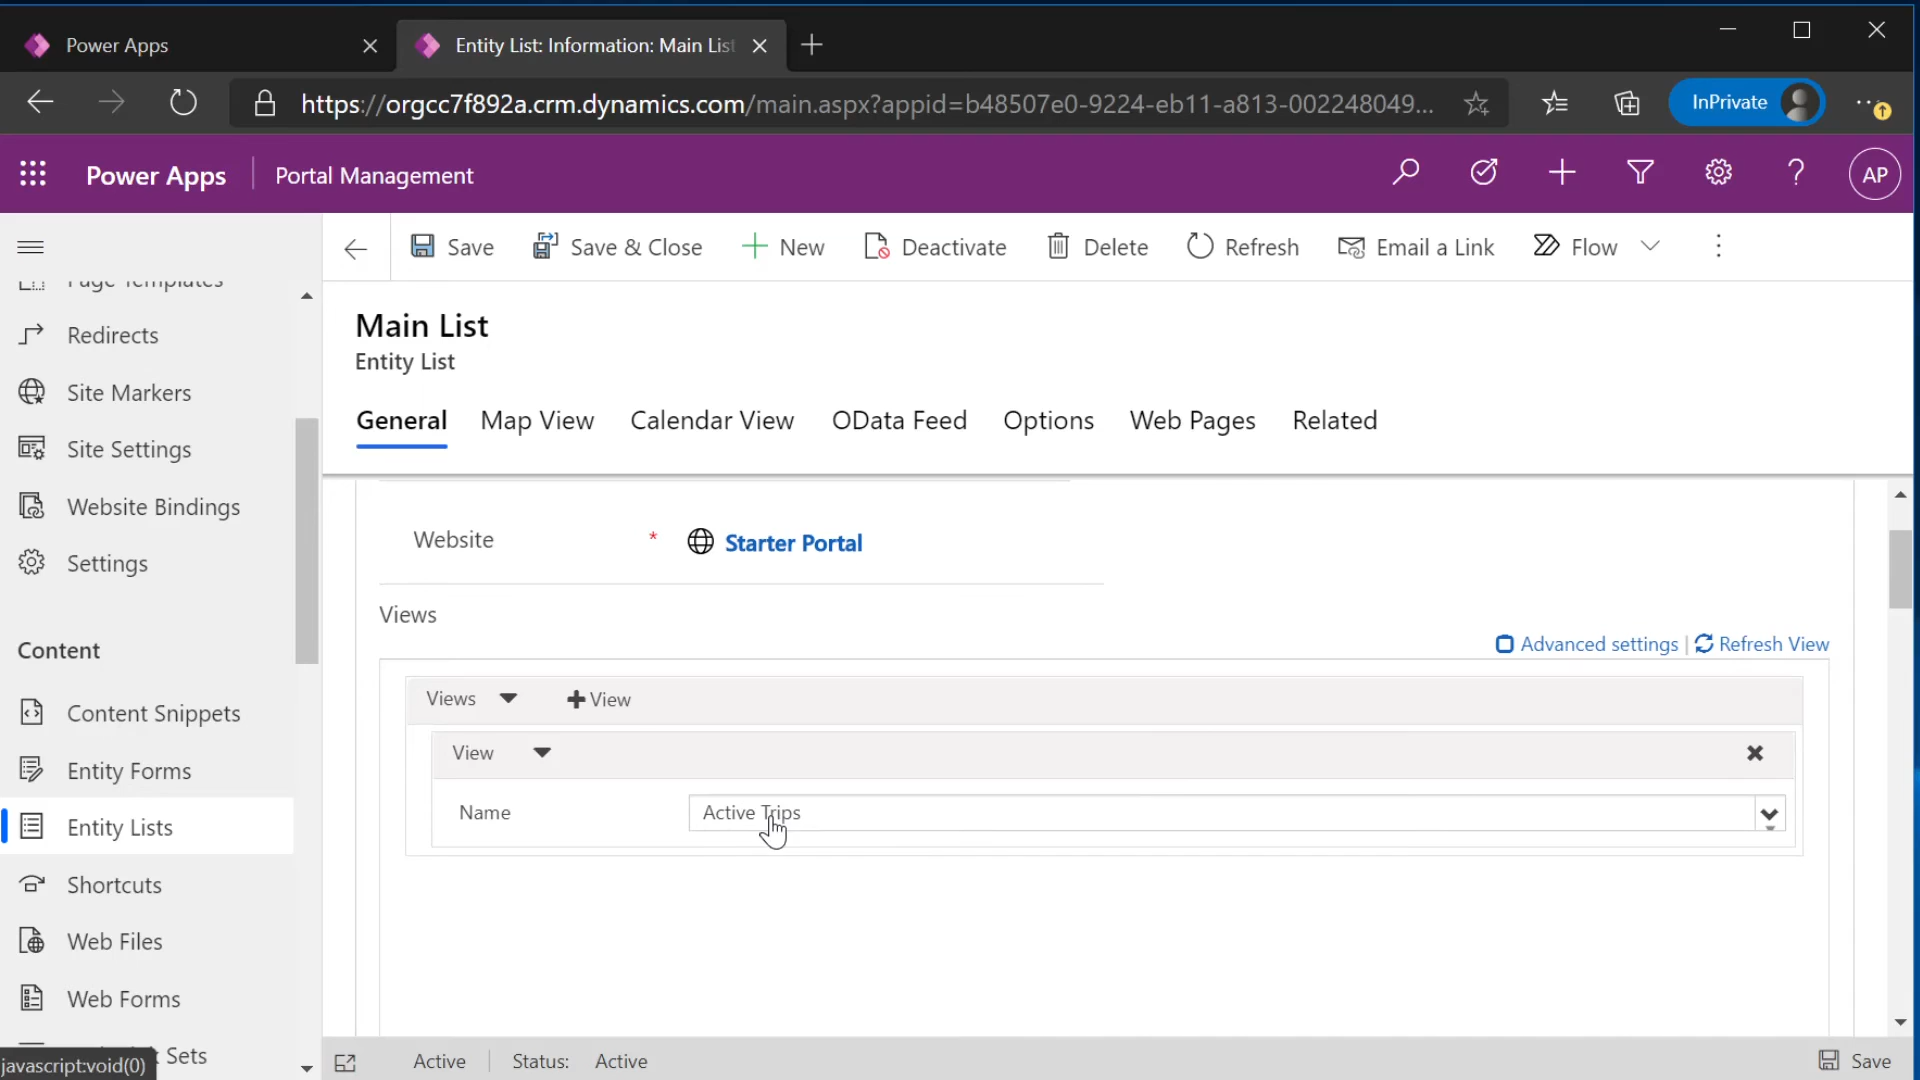 Power Apps
Entity List: Information: Main List
https://orgcc7f892a.crm.dynamics.com/main.aspx?appid=b48507e0-9224-eb11-a813-002248049...
InPrivate
Power Apps
Portal Management
AP
Save
Save & Close
New
Deactivate
Delete
Refresh
Email a Link
Flow
Page Templates
Redirects
Site Markers
Site Settings
Website Bindings
Settings
Content
Content Snippets
Entity Forms
Entity Lists
Shortcuts
Web Files
Web Forms
Sets
javascript:void(0)
Main List
Entity List
General
Map View
Calendar View
OData Feed
Options
Web Pages
Related
Website *
Starter Portal
Views
Advanced settings | Refresh View
Views
View
View
Name
Active Trips
Active
Status: Active
Save